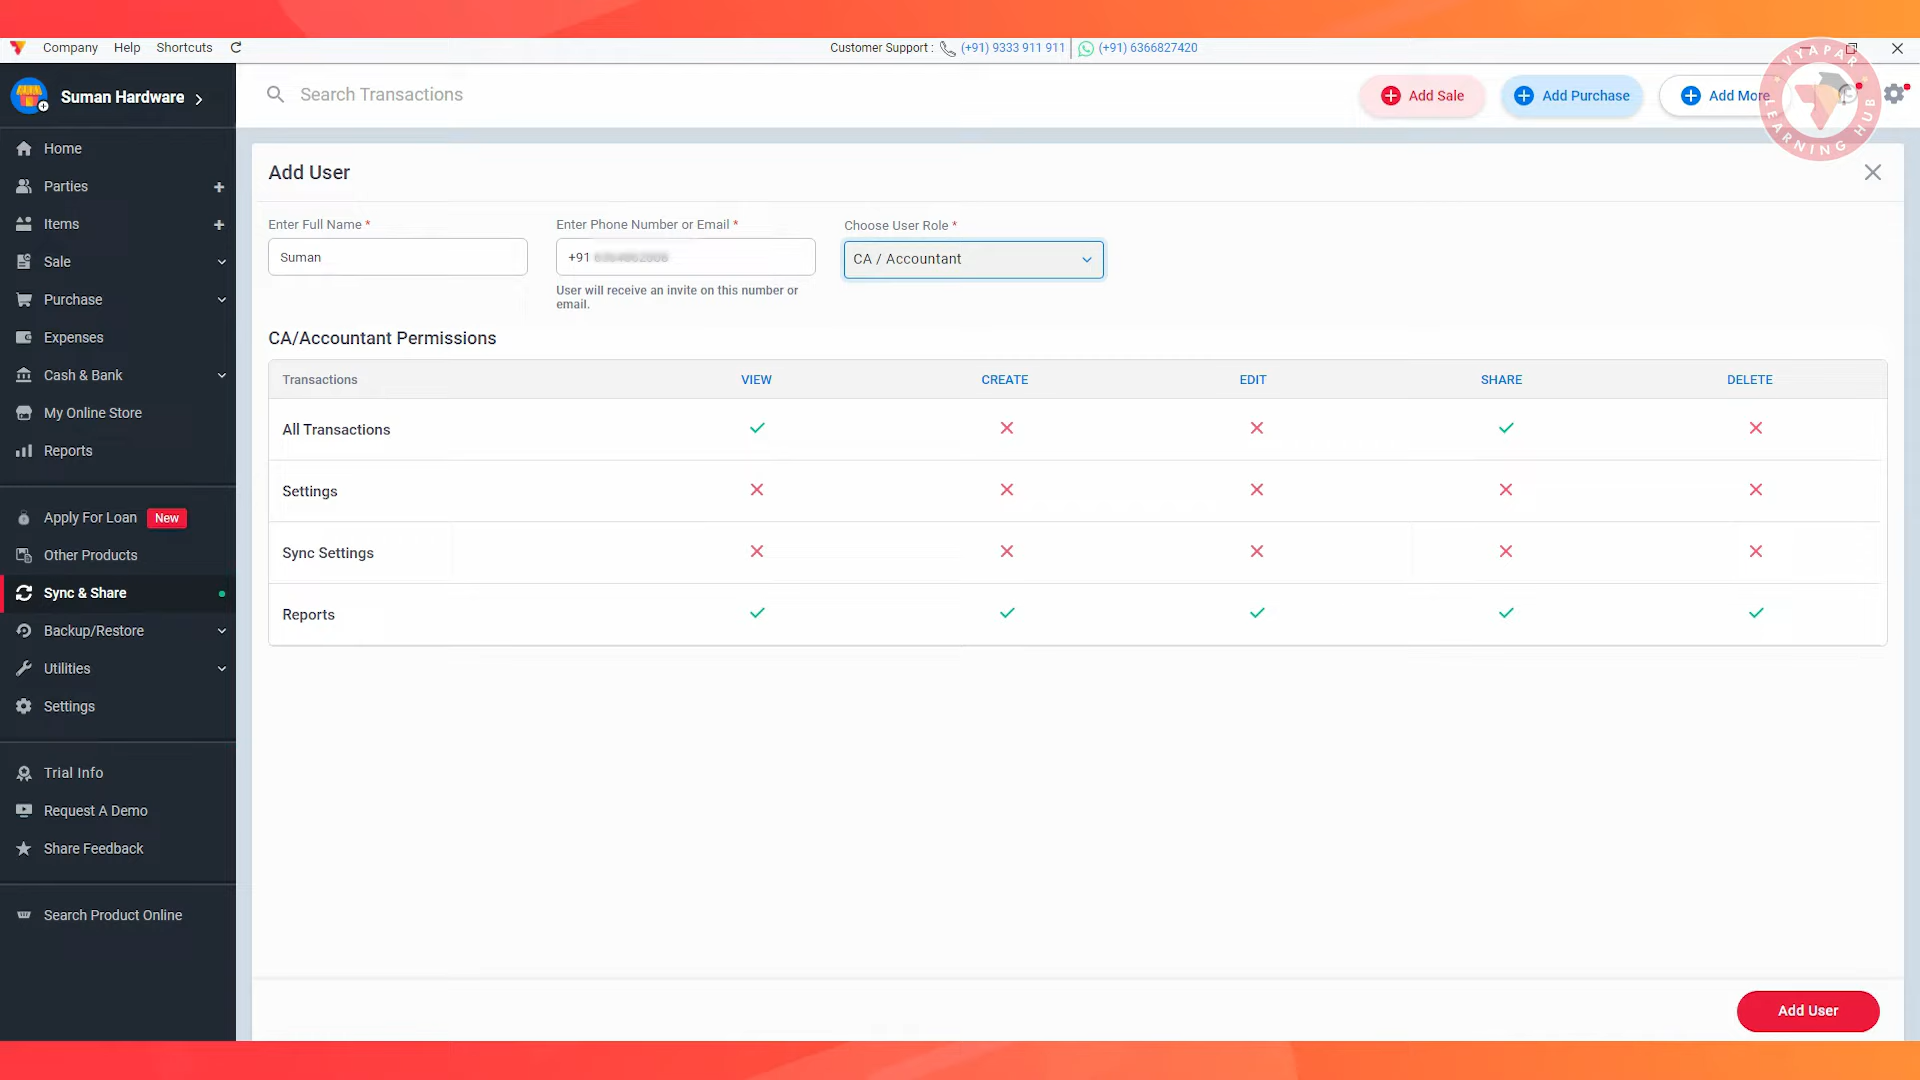 Company Help Shortcuts
Customer Support : (+91) 9333 911 911 (+91) 6366827420
Suman Hardware
Search Transactions
Add Sale
Add Purchase
Add More
VYAPAR
LEARNING HUB
Home
Parties
Items
Sale
Purchase
Expenses
Cash & Bank
My Online Store
Reports
Apply For Loan New
Other Products
Sync & Share
Backup/Restore
Utilities
Settings
Trial Info
Request A Demo
Share Feedback
Search Product Online
Add User
Enter Full Name *
Suman
Enter Phone Number or Email *
+91
User will receive an invite on this number or
email.
Choose User Role *
CA / Accountant
CA/Accountant Permissions
Transactions VIEW CREATE EDIT SHARE DELETE
All Transactions
Settings
Sync Settings
Reports
Add User